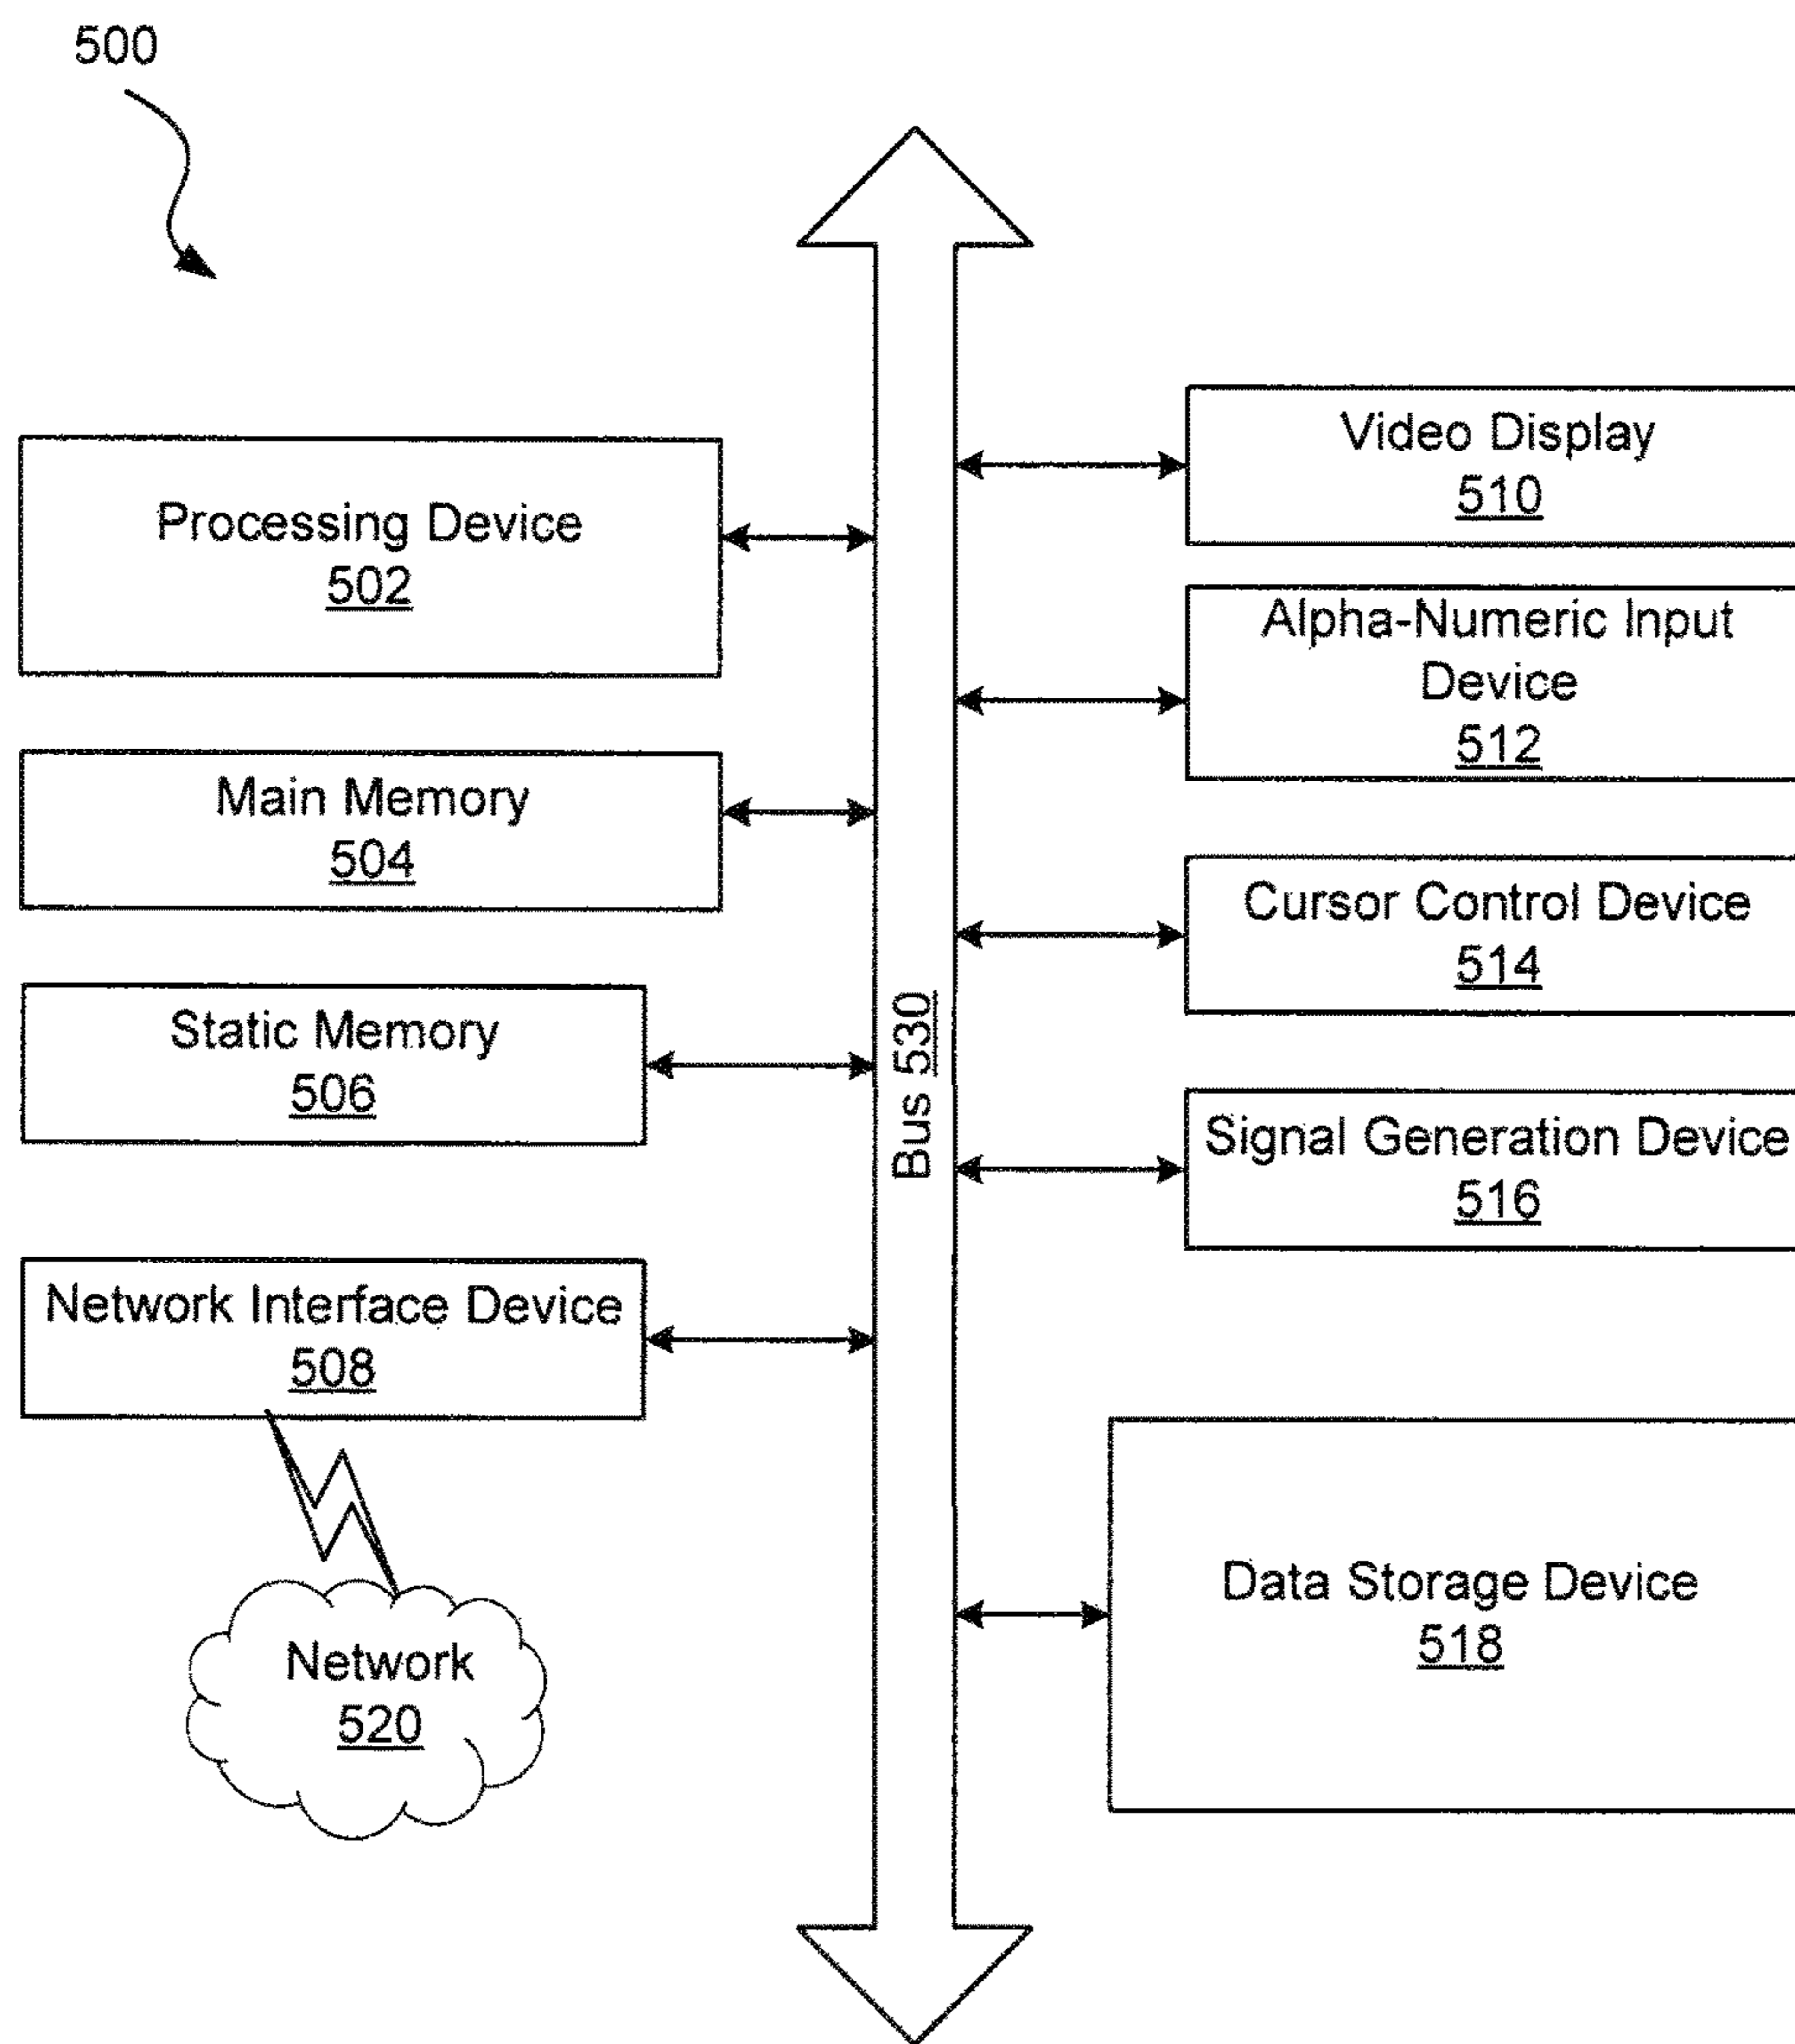 500
Processing Device
502
Main Memory
504
Static Memory
506
Network Interface Device
508
Network
520
Bus 530
Video Display
510
Alpha-Numeric Input
Device
512
Cursor Control Device
514
Signal Generation Device
516
Data Storage Device
518